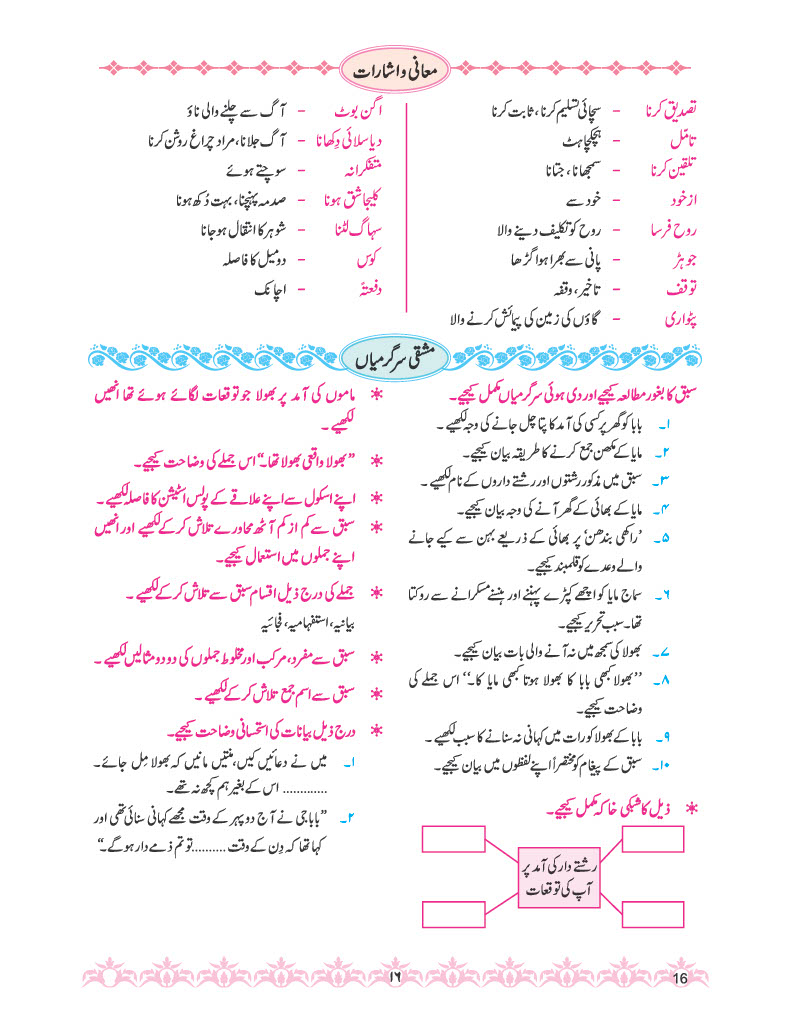 معانی و اشارات
تصدیق کرنا – سچائی تسلیم کرنا، ثابت کرنا
تامّل – ہچکچاہٹ
تلقین کرنا – سمجھانا، جتانا
ازخود – خود سے
روح فرسا – روح کو تکلیف دینے والا
جوہڑ – پانی سے بھرا ہوا گڑھا
توقف – تاخیر، وقفہ
پٹواری – گاؤں کی زمین کی پیمائش کرنے والا
اگن بوٹ – آگ سے چلنے والی ناؤ
دیا سلائی دِکھانا – آگ جلانا، مراد چراغ روشن کرنا
متفکرانہ – سوچتے ہوئے
کلیجا شق ہونا – صدمہ پہنچنا، بہت دُکھ ہونا
سہاگ لٹنا – شوہر کا انتقال ہوجانا
کوس – دو میل کا فاصلہ
دفعتہً – اچانک
مشقی سرگرمیاں
سبق کا بغور مطالعہ کیجیے اور دی ہوئی سرگرمیاں مکمل کیجیے۔
۱۔ بابا کو گھر پر کسی کی آمد کا پتا چل جانے کی وجہ لکھیے۔
۲۔ مایا کے مکھن جمع کرنے کا طریقہ بیان کیجیے۔
۳۔ سبق میں مذکور رشتوں اور رشتے داروں کے نام لکھیے۔
۴۔ مایا کے بھائی کے گھر آنے کی وجہ بیان کیجیے۔
۵۔ ’راکھی بندھن‘ پر بھائی کے ذریعے بہن سے کیے جانے
والے وعدے کو قلمبند کیجیے۔
۶۔ سماج مایا کو اچھے کپڑے پہننے اور ہنسنے مسکرانے سے روکتا
تھا۔ سبب تحریر کیجیے۔
۷۔ بھولا کی سمجھ میں نہ آنے والی بات بیان کیجیے۔
۸۔ ’’بھولا کبھی بابا کا بھولا ہوتا کبھی مایا کا۔‘‘ اس جملے کی
وضاحت کیجیے۔
۹۔ بابا کے بھولا کو رات میں کہانی نہ سنانے کا سبب لکھیے۔
۱۰۔ سبق کے پیغام کو مختصراً اپنے لفظوں میں بیان کیجیے۔
* ذیل کا شبکی خاکہ مکمل کیجیے۔
رشتے دار کی آمد پر
آپ کی توقعات
* ماموں کی آمد پر بھولا جو توقعات لگائے ہوئے تھا انھیں
لکھیے۔
* ’’بھولا واقعی بھولا تھا۔‘‘ اس جملے کی وضاحت کیجیے۔
* اپنے اسکول سے اپنے علاقے کے پولس اسٹیشن کا فاصلہ لکھیے۔
* سبق سے کم از کم آٹھ محاورے تلاش کرکے لکھیے اور انھیں
اپنے جملوں میں استعمال کیجیے۔
* جملے کی درج ذیل اقسام سبق سے تلاش کرکے لکھیے۔
بیانیہ، استفہامیہ، فجائیہ
* سبق سے مفرد، مرکب اور مخلوط جملوں کی دو دو مثالیں لکھیے۔
* سبق سے اسم جمع تلاش کرکے لکھیے۔
* درج ذیل بیانات کی استحسانی وضاحت کیجیے۔
۱۔ میں نے دعائیں کیں، منتیں مانیں کہ بھولا مِل جائے۔
............. اس کے بغیر ہم کچھ نہ تھے۔
۲۔ ’’بابا جی نے آج دوپہر کے وقت مجھے کہانی سنائی تھی اور
کہا تھا کہ دِن کے وقت .......... تو تم ذمے دار ہوگے۔‘‘
۱۶
16